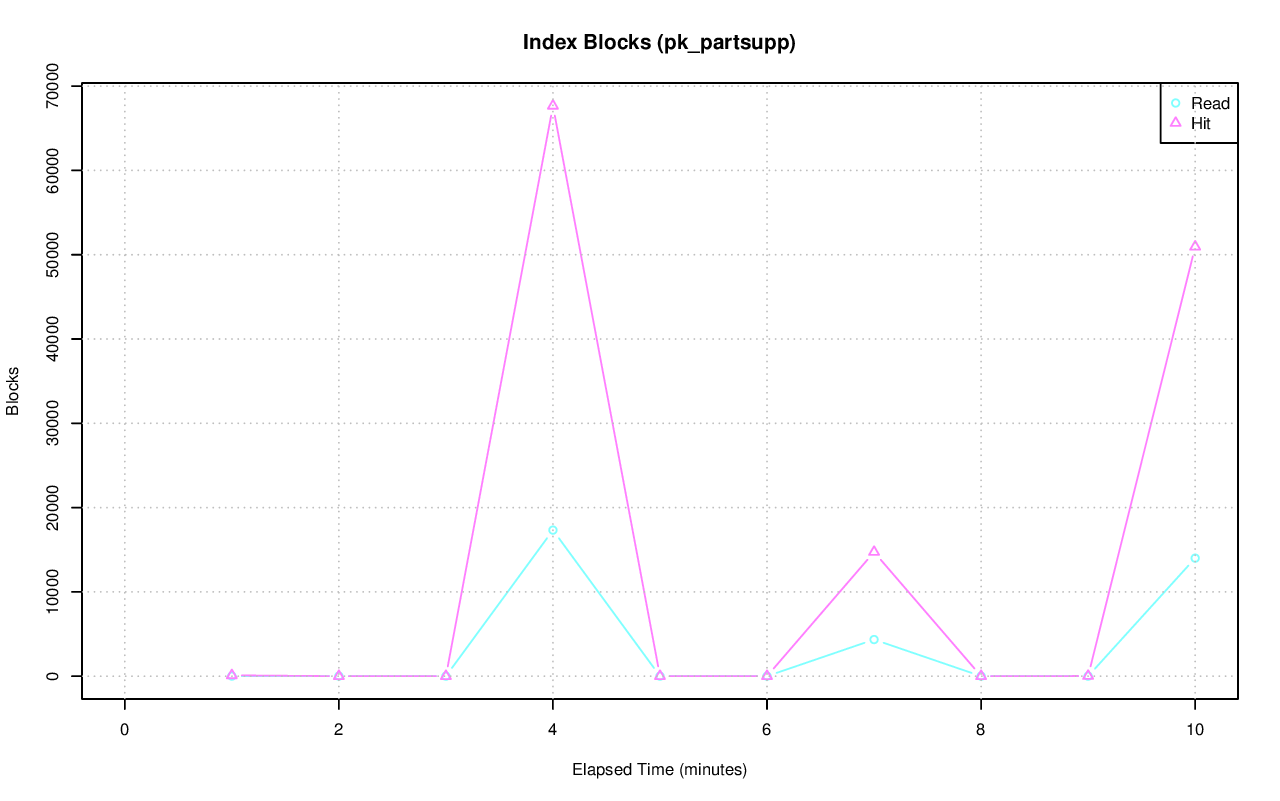 Index Blocks (pk_partsupp)
Read
Hit
70000
60000
50000
40000
30000
20000
10000
0
Blocks
0 2 4 6 8 10
Elapsed Time (minutes)